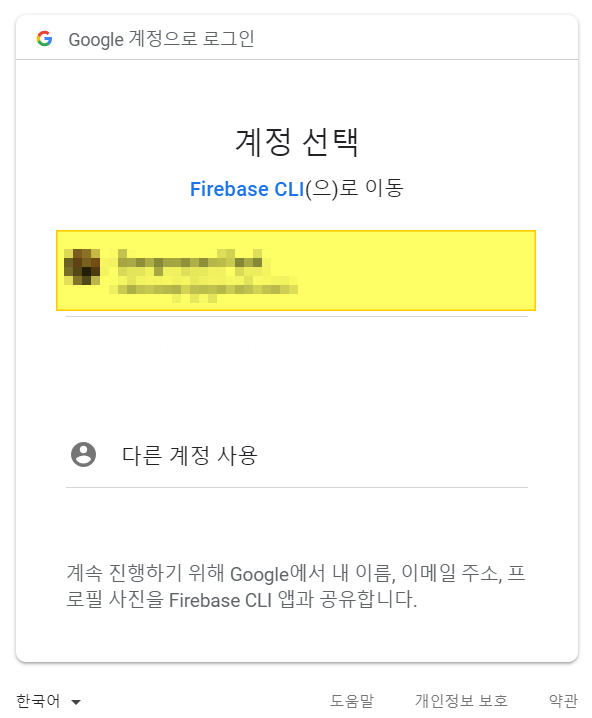 Google 계정으로 로그인
계정 선택
Firebase CLI(으)로 이동
다른 계정 사용
계속 진행하기 위해 Google에서 내 이름, 이메일 주소, 프
로필 사진을 Firebase CLI 앱과 공유합니다.
한국어 도움말 개인정보 보호 약관